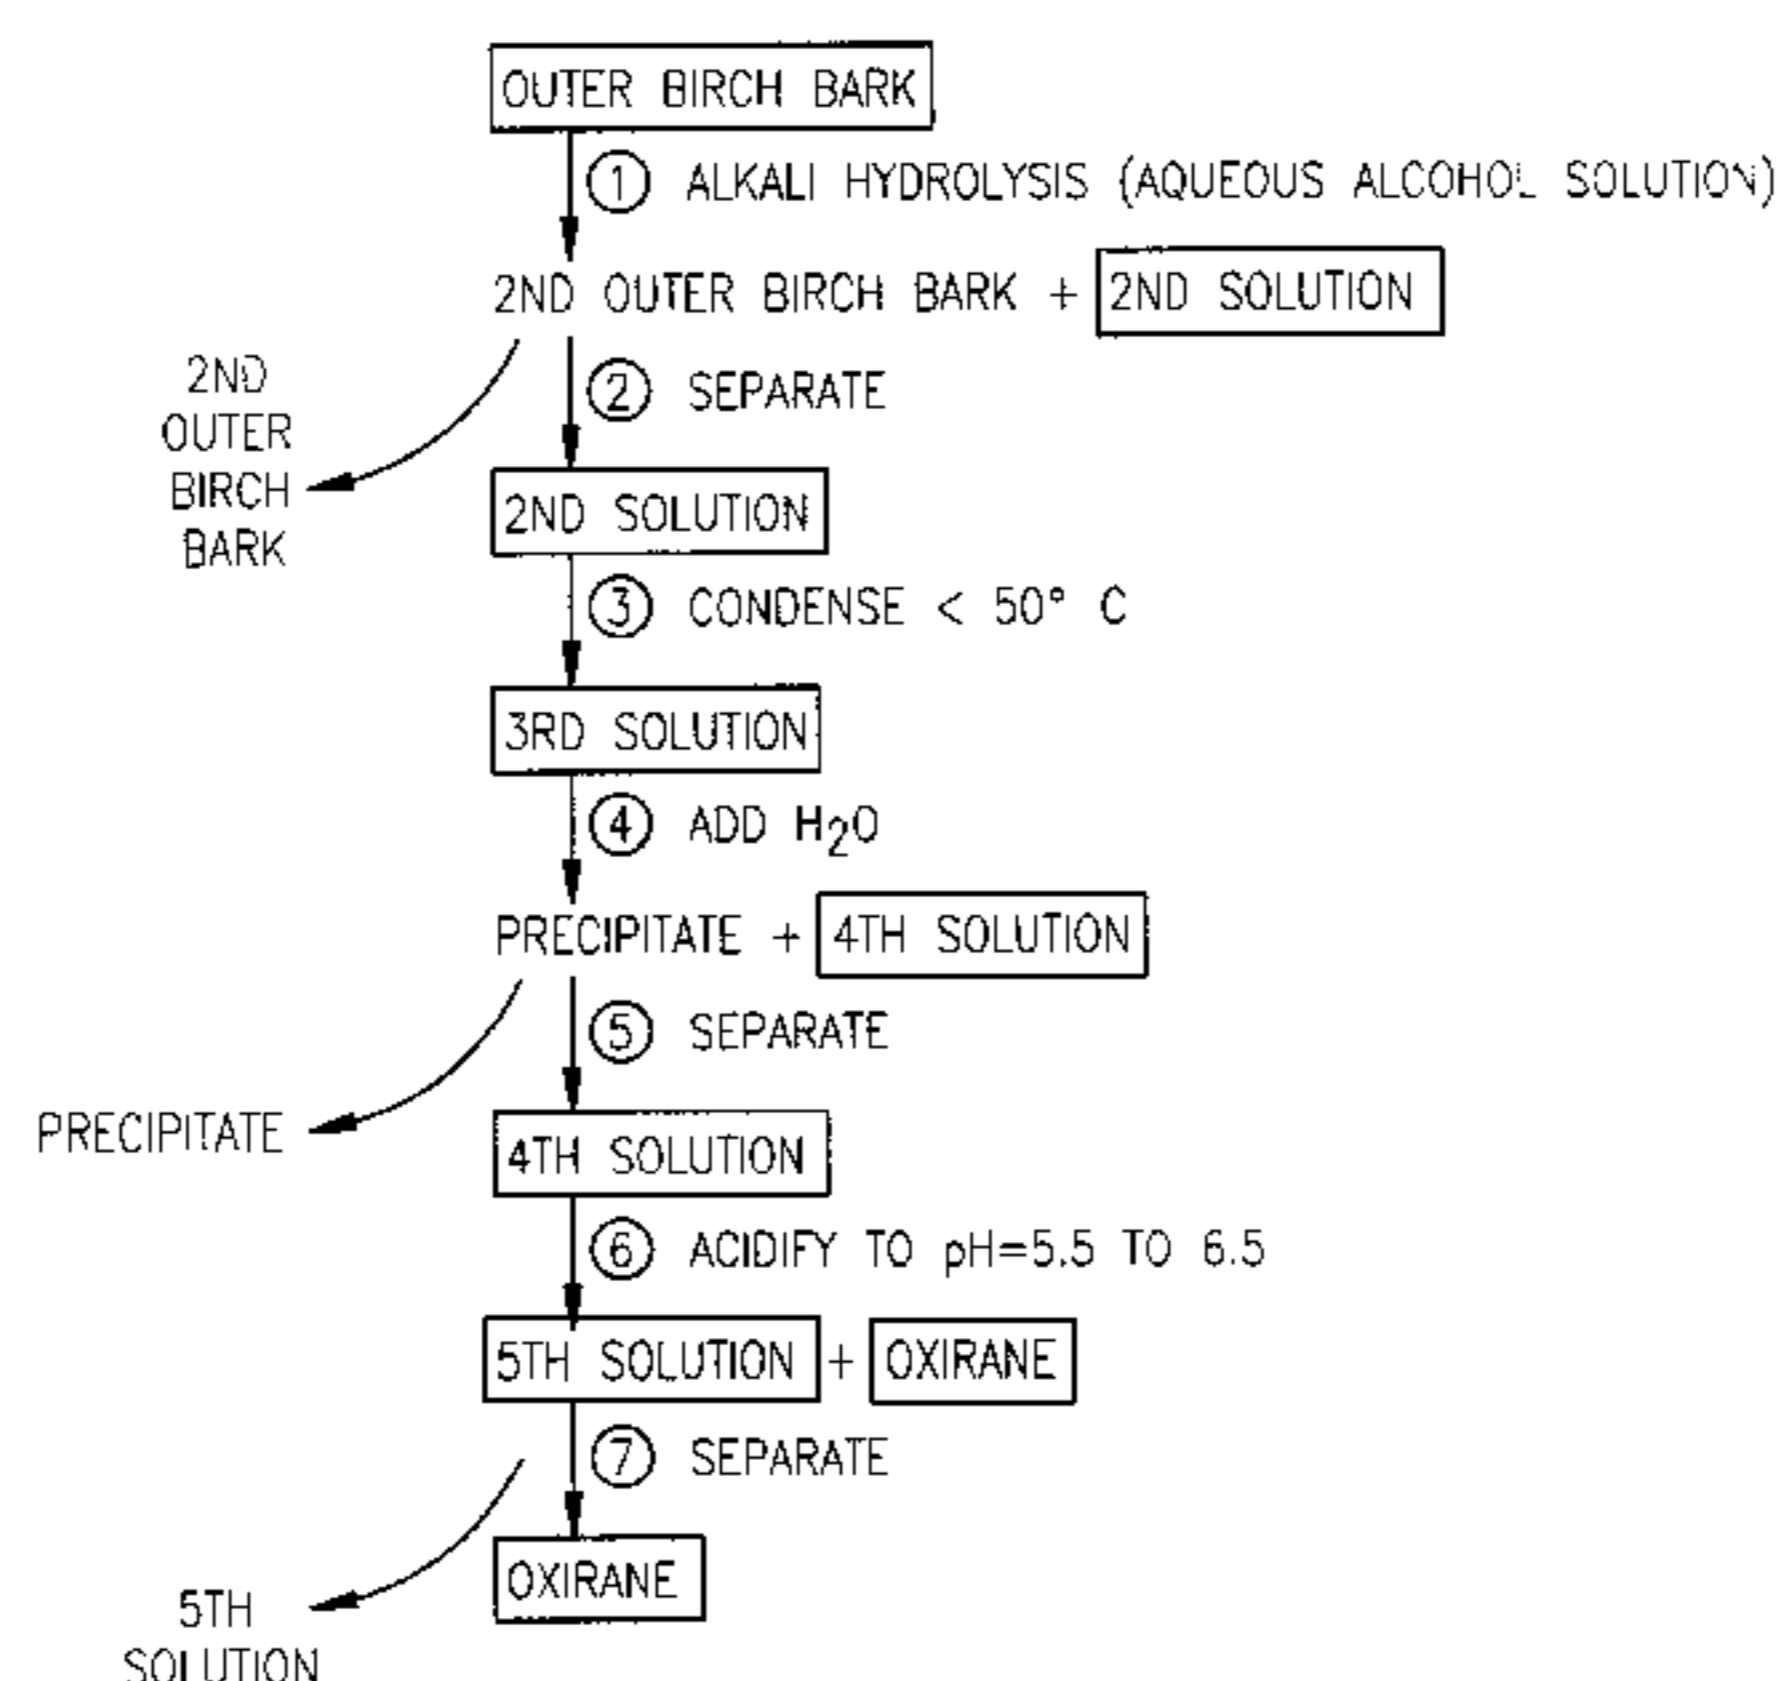 OUTER BIRCH BARK
① ALKALI HYDROLYSIS (AQUEOUS ALCOHOL SOLUTION)
2ND OUTER BIRCH BARK + 2ND SOLUTION
2ND
OUTER
BIRCH
BARK
② SEPARATE
2ND SOLUTION
③ CONDENSE < 50° C
3RD SOLUTION
④ ADD H₂O
PRECIPITATE + 4TH SOLUTION
⑤ SEPARATE
PRECIPITATE
4TH SOLUTION
⑥ ACIDIFY TO pH=5.5 TO 6.5
5TH SOLUTION + OXIRANE
⑦ SEPARATE
OXIRANE
5TH
SOLUTION